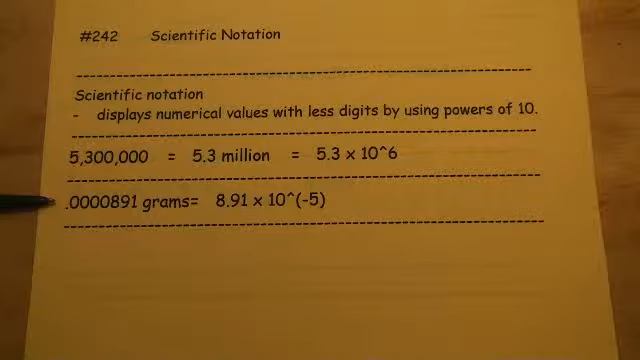 #242 Scientific Notation
Scientific notation
- displays numerical values with less digits by using powers of 10.
5,300,000 = 5.3 million = 5.3 x 10^6
.0000891 grams= 8.91 x 10^(-5)